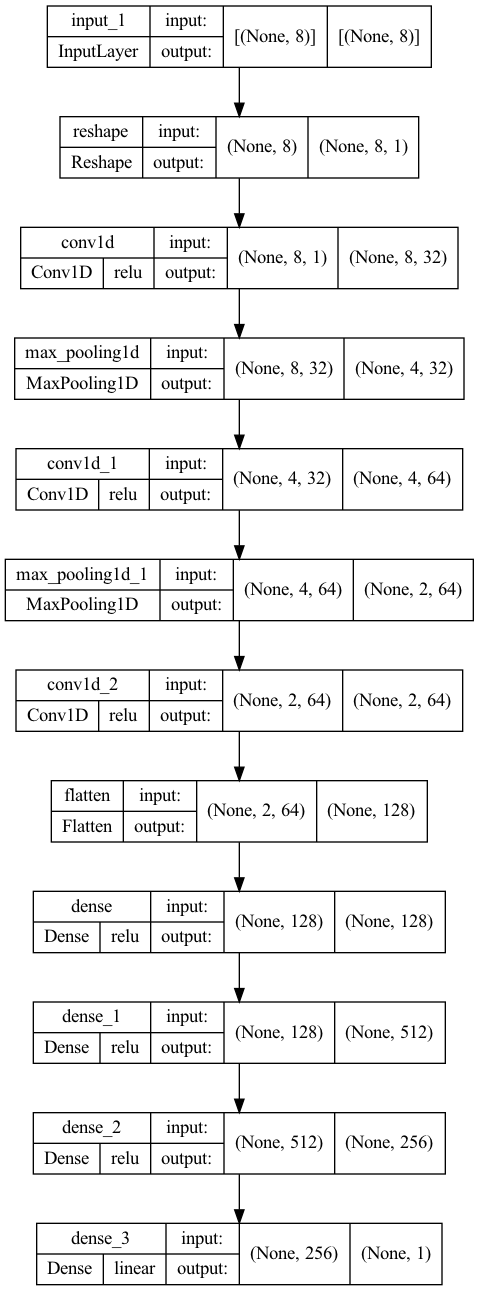 input_1 input: [(None, 8)] [(None, 8)]
InputLayer output:
reshape input: (None, 8) (None, 8, 1)
Reshape output:
conv1d input: (None, 8, 1) (None, 8, 32)
Conv1D relu output:
max_pooling1d input: (None, 8, 32) (None, 4, 32)
MaxPooling1D output:
conv1d_1 input: (None, 4, 32) (None, 4, 64)
Conv1D relu output:
max_pooling1d_1 input: (None, 4, 64) (None, 2, 64)
MaxPooling1D output:
conv1d_2 input: (None, 2, 64) (None, 2, 64)
Conv1D relu output:
flatten input: (None, 2, 64) (None, 128)
Flatten output:
dense input: (None, 128) (None, 128)
Dense relu output:
dense_1 input: (None, 128) (None, 512)
Dense relu output:
dense_2 input: (None, 512) (None, 256)
Dense relu output:
dense_3 input: (None, 256) (None, 1)
Dense linear output: